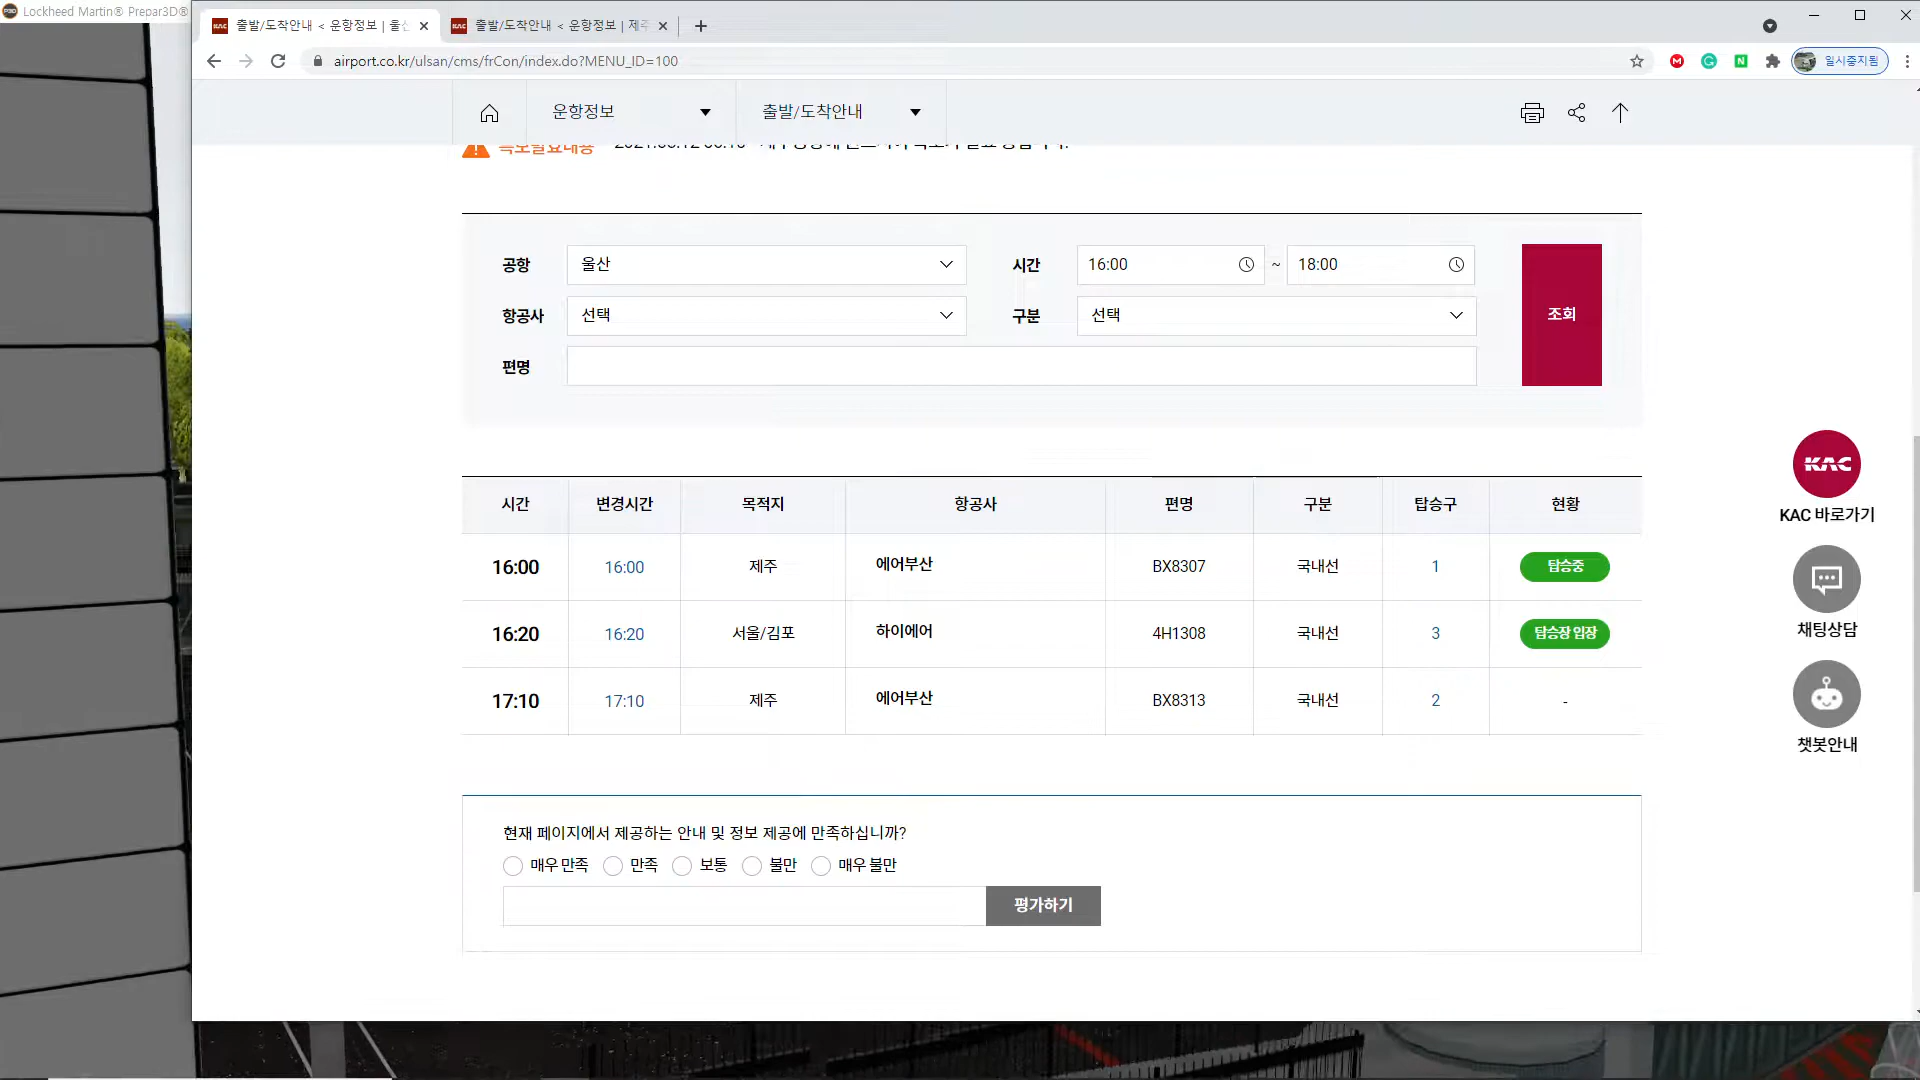 Lockheed Martin® Prepar3D®
출발/도착안내 < 운항정보 | 울산
출발/도착안내 < 운항정보 | 제주
airport.co.kr/ulsan/cms/frCon/index.do?MENU_ID=100
일시중지됨
운항정보
출발/도착안내
공항
울산
시간
16:00
~
18:00
조회
항공사
선택
구분
선택
편명
시간 변경시간 목적지 항공사 편명 구분 탑승구 현황
16:00 16:00 제주 에어부산 BX8307 국내선 1 탑승중
16:20 16:20 서울/김포 하이에어 4H1308 국내선 3 탑승장 입장
17:10 17:10 제주 에어부산 BX8313 국내선 2 -
KAC
KAC 바로가기
채팅상담
챗봇안내
현재 페이지에서 제공하는 안내 및 정보 제공에 만족하십니까?
매우 만족 만족 보통 불만 매우 불만
평가하기